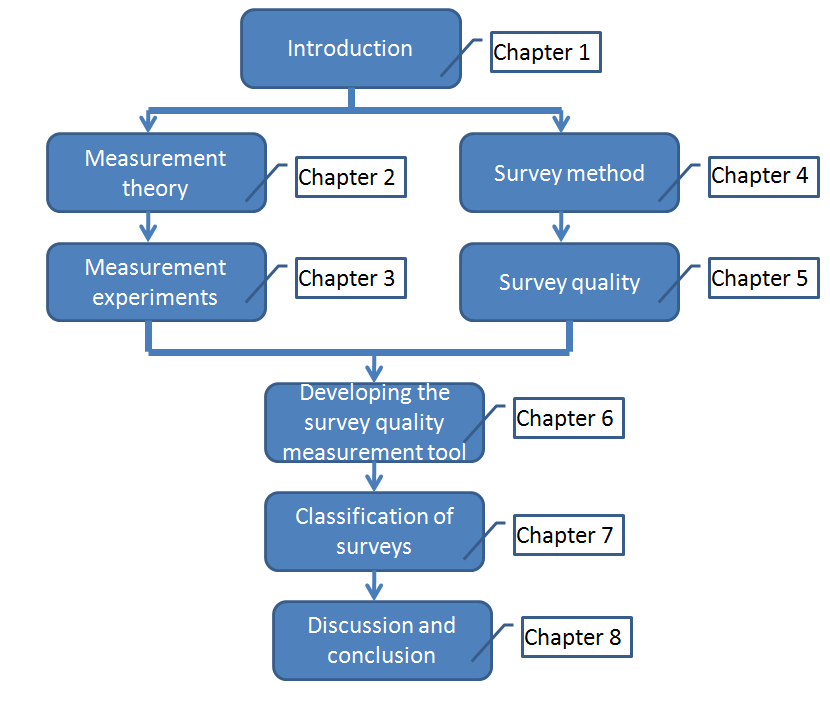 Introduction
Chapter 1
Measurement
theory
Chapter 2
Survey method
Chapter 4
Measurement
experiments
Chapter 3
Survey quality
Chapter 5
Developing the
survey quality
measurement tool
Chapter 6
Classification of
surveys
Chapter 7
Discussion and
conclusion
Chapter 8